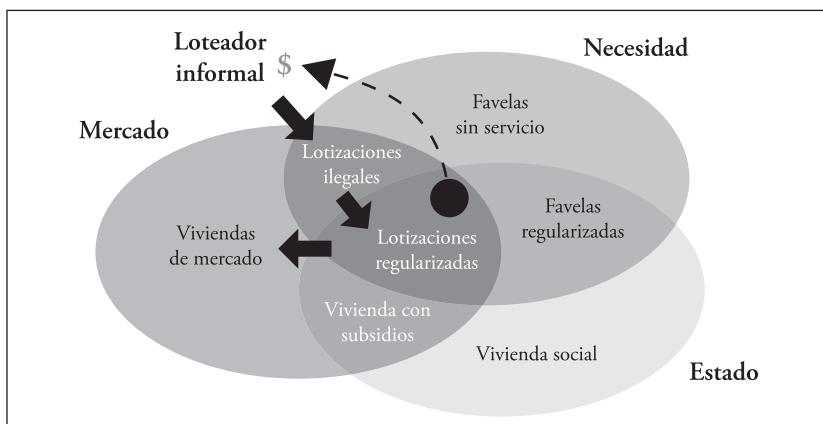 Loteador
informal $
Necesidad
Favelas
sin servicio
Mercado
Lotizaciones
ilegales
Viviendas
de mercado
Lotizaciones
regularizadas
Favelas
regularizadas
Vivienda con
subsidios
Vivienda social
Estado